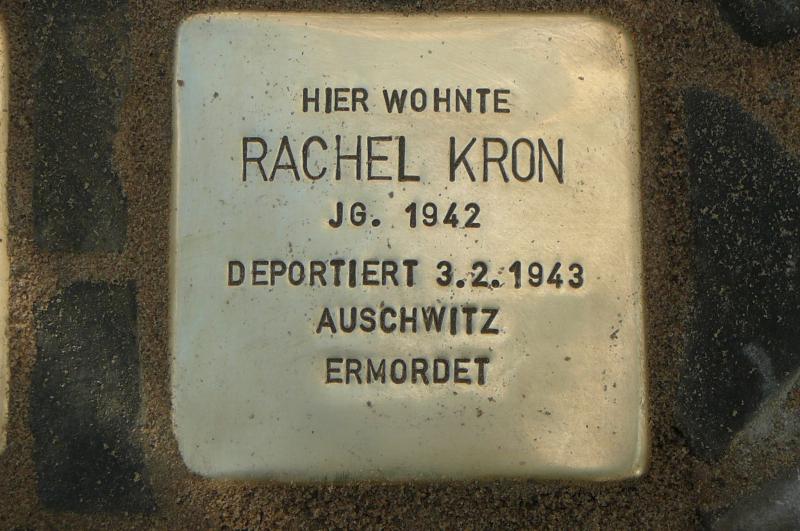 HIER WOHNTE
RACHEL KRON
JG. 1942
DEPORTIERT 3.2.1943
AUSCHWITZ
ERMORDET